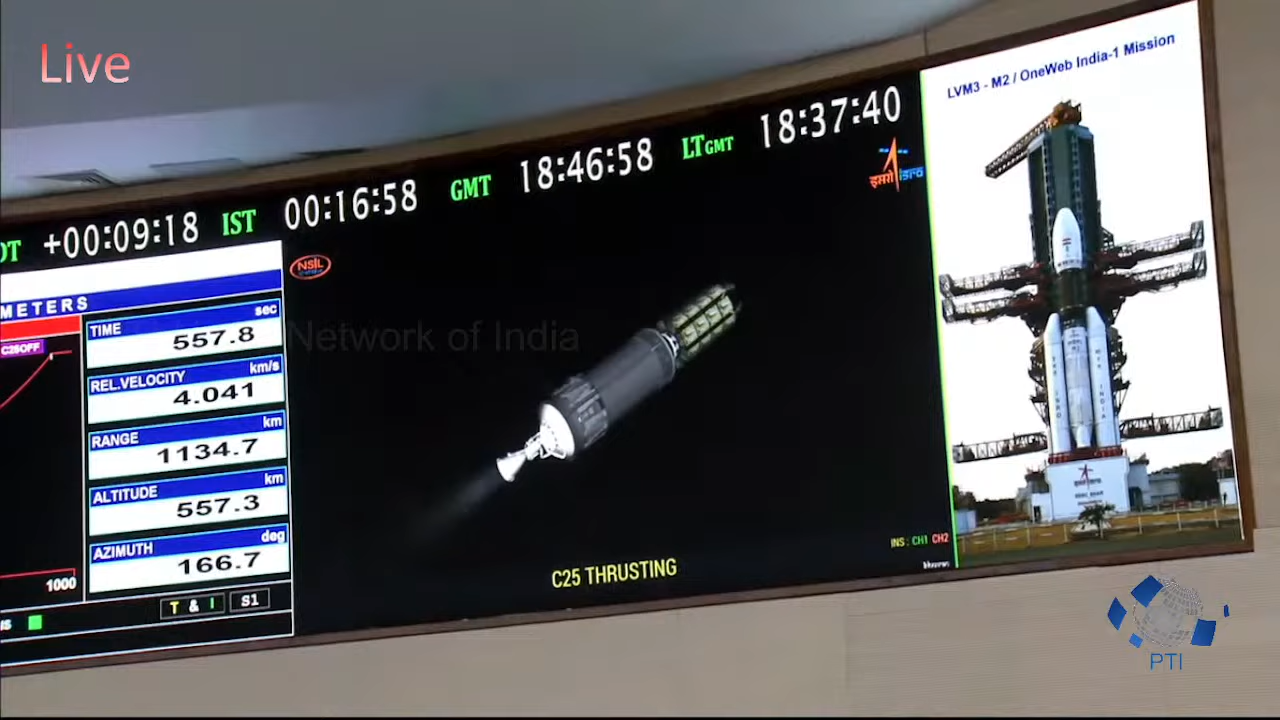 Live
+00:09:18 IST 00:16:58 GMT 18:46:58 LTGMT 18:37:40
इसरो isro
LVM3 - M2 / OneWeb India-1 Mission
METERS
C25OFF
TIME sec
557.8
REL.VELOCITY km/s
4.041
RANGE km
1134.7
ALTITUDE km
557.3
AZIMUTH deg
166.7
1000
T & I S1
NSIL
Network of India
C25 THRUSTING
INS : CH1 CH2
PTI